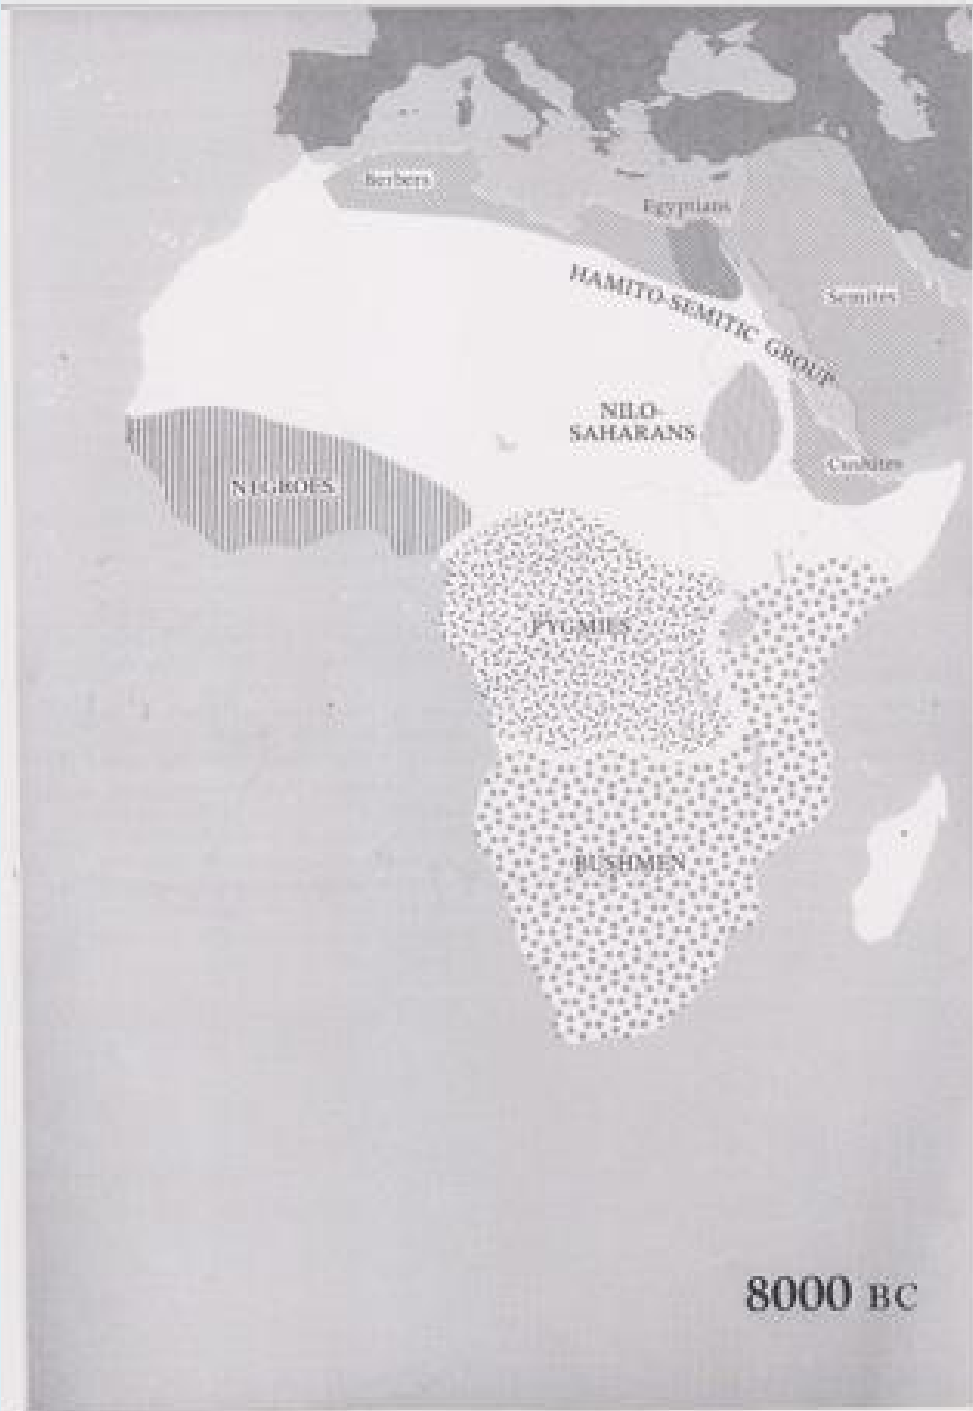 Berbers
Egyptians
HAMITO-SEMITIC GROUP
Semites
NILO-
SAHARANS
Cushites
NEGROES
PYGMIES
BUSHMEN
8000 BC